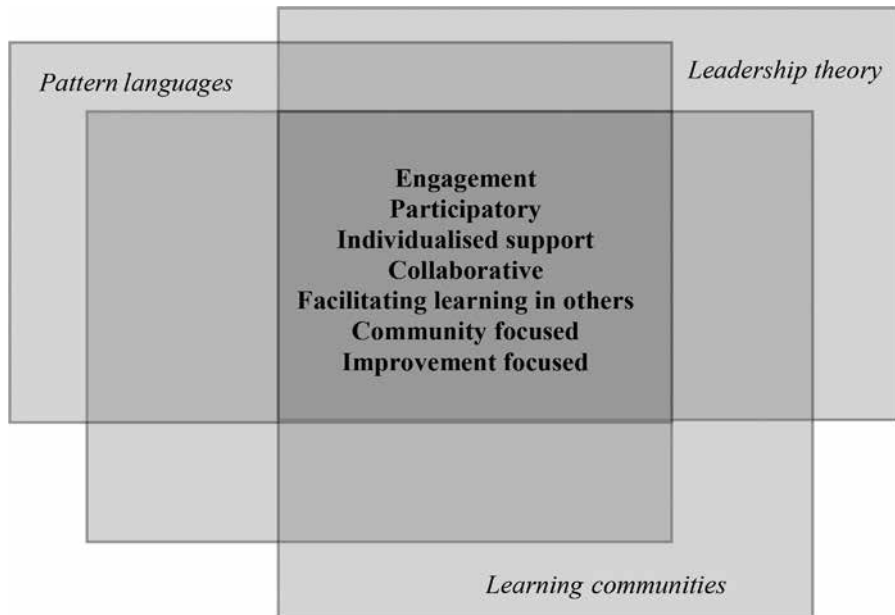 Pattern languages
Leadership theory
Engagement
Participatory
Individualised support
Collaborative
Facilitating learning in others
Community focused
Improvement focused
Learning communities